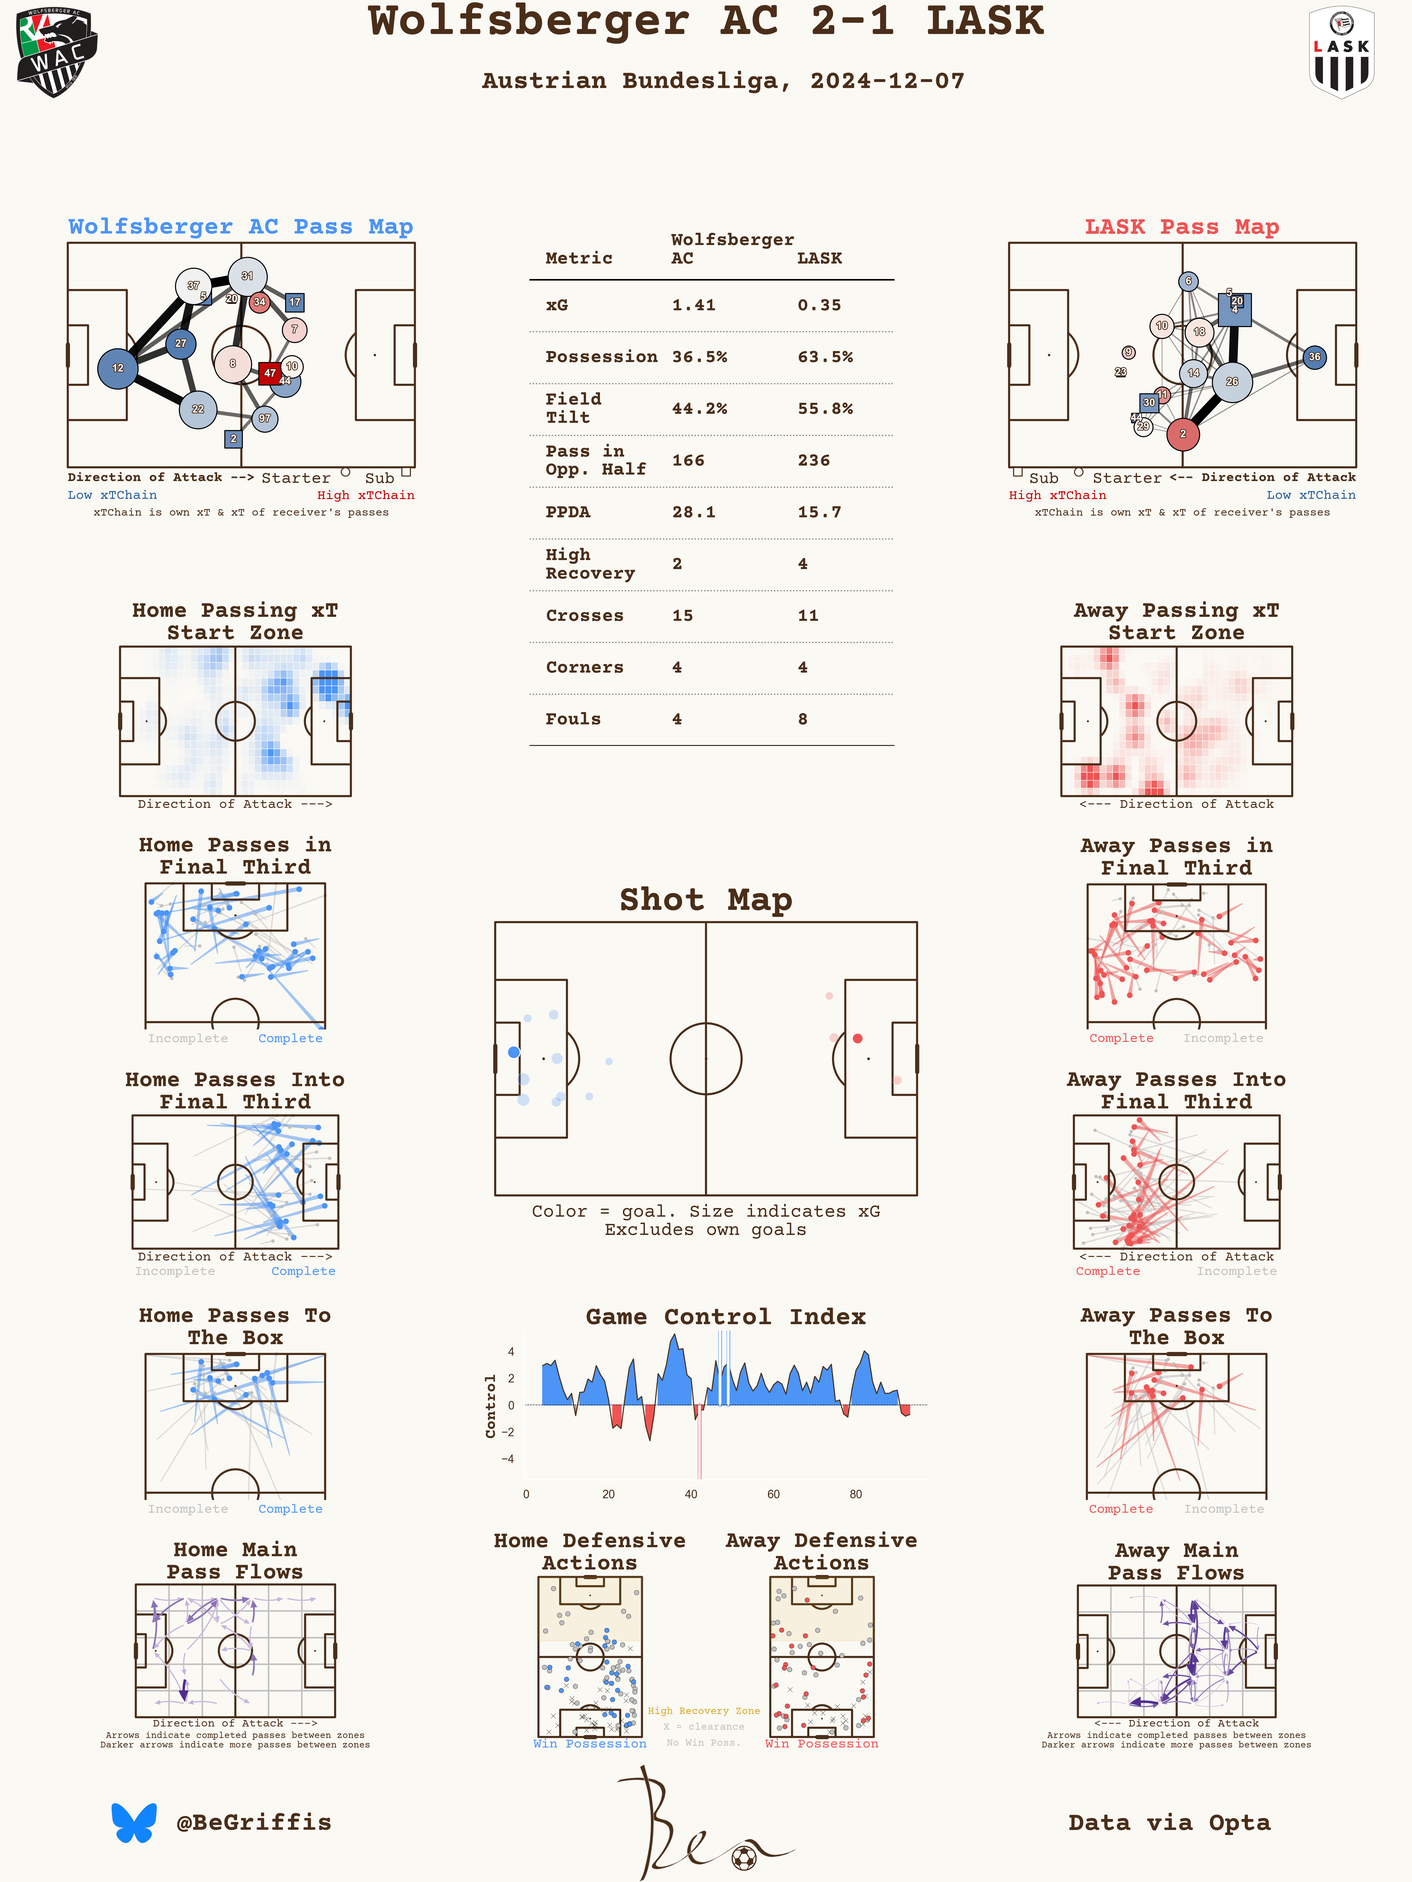 Wolfsberger AC 2-1 LASK
Austrian Bundesliga, 2024-12-07
WOLFSBERGER AC
WAC
LASK
Wolfsberger AC Pass Map
37
5
31
20
34
17
7
27
12
8
10
47
44
22
97
2
Direction of Attack --> Starter Sub
Low xTChain High xTChain
xTChain is own xT & xT of receiver's passes
Metric Wolfsberger AC LASK
xG 1.41 0.35
Possession 36.5% 63.5%
Field Tilt 44.2% 55.8%
Pass in Opp. Half 166 236
PPDA 28.1 15.7
High Recovery 2 4
Crosses 15 11
Corners 4 4
Fouls 4 8
LASK Pass Map
6
5
20
4
10
18
9
23
14
26
36
11
30
44
29
2
Sub Starter <-- Direction of Attack
High xTChain Low xTChain
xTChain is own xT & xT of receiver's passes
Home Passing xT
Start Zone
Direction of Attack --->
Away Passing xT
Start Zone
<--- Direction of Attack
Home Passes in
Final Third
Incomplete Complete
Away Passes in
Final Third
Complete Incomplete
Shot Map
Color = goal. Size indicates xG
Excludes own goals
Home Passes Into
Final Third
Direction of Attack --->
Incomplete Complete
Away Passes Into
Final Third
<--- Direction of Attack
Complete Incomplete
Home Passes To
The Box
Incomplete Complete
Game Control Index
Control
4
2
0
−2
−4
0 20 40 60 80
Away Passes To
The Box
Complete Incomplete
Home Main
Pass Flows
Direction of Attack --->
Arrows indicate completed passes between zones
Darker arrows indicate more passes between zones
Home Defensive
Actions
Win Possession
Away Defensive
Actions
Win Possession
High Recovery Zone
X = clearance
No Win Poss.
Away Main
Pass Flows
<--- Direction of Attack
Arrows indicate completed passes between zones
Darker arrows indicate more passes between zones
@BeGriffis
Ben
Data via Opta